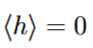 ⟨h⟩ = 0